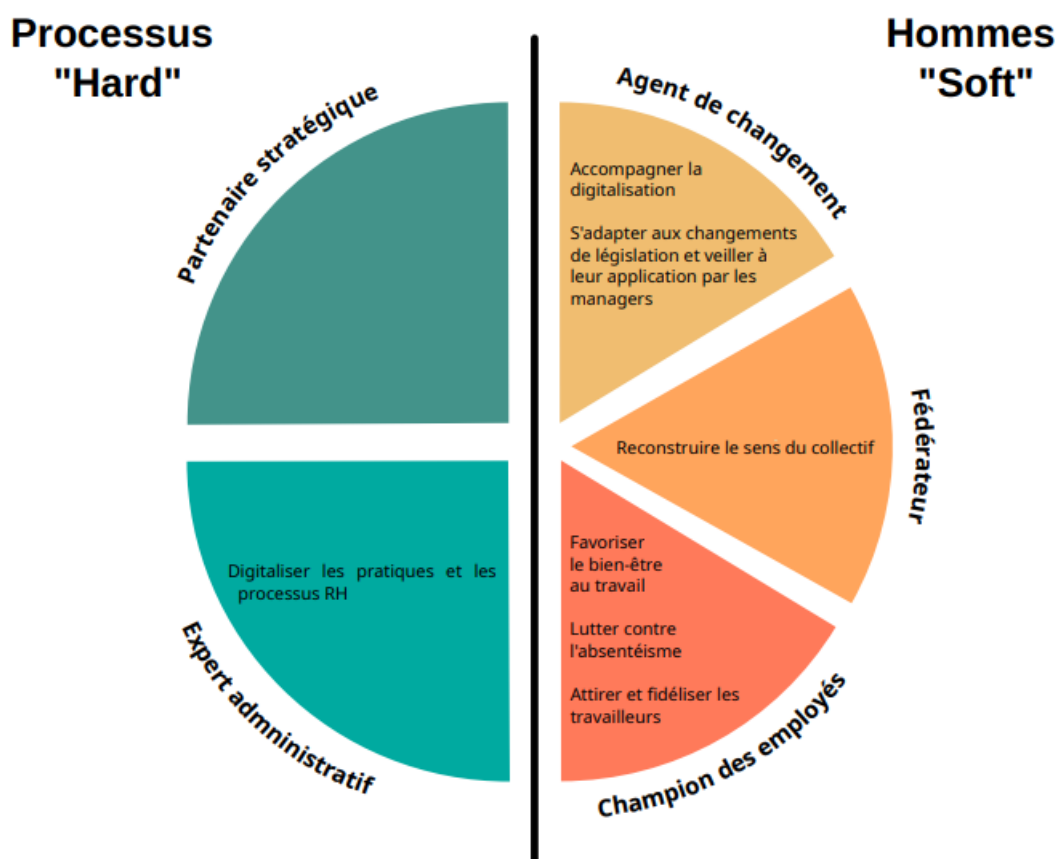 Processus
"Hard"
Hommes
"Soft"
Partenaire stratégique
Agent de changement
Accompagner la
digitalisation
S'adapter aux changements
de législation et veiller à
leur application par les
managers
Fédérateur
Reconstruire le sens du collectif
Expert admninistratif
Digitaliser les pratiques et les
processus RH
Favoriser
le bien-être
au travail
Lutter contre
l'absentéisme
Attirer et fidéliser les
travailleurs
Champion des employés